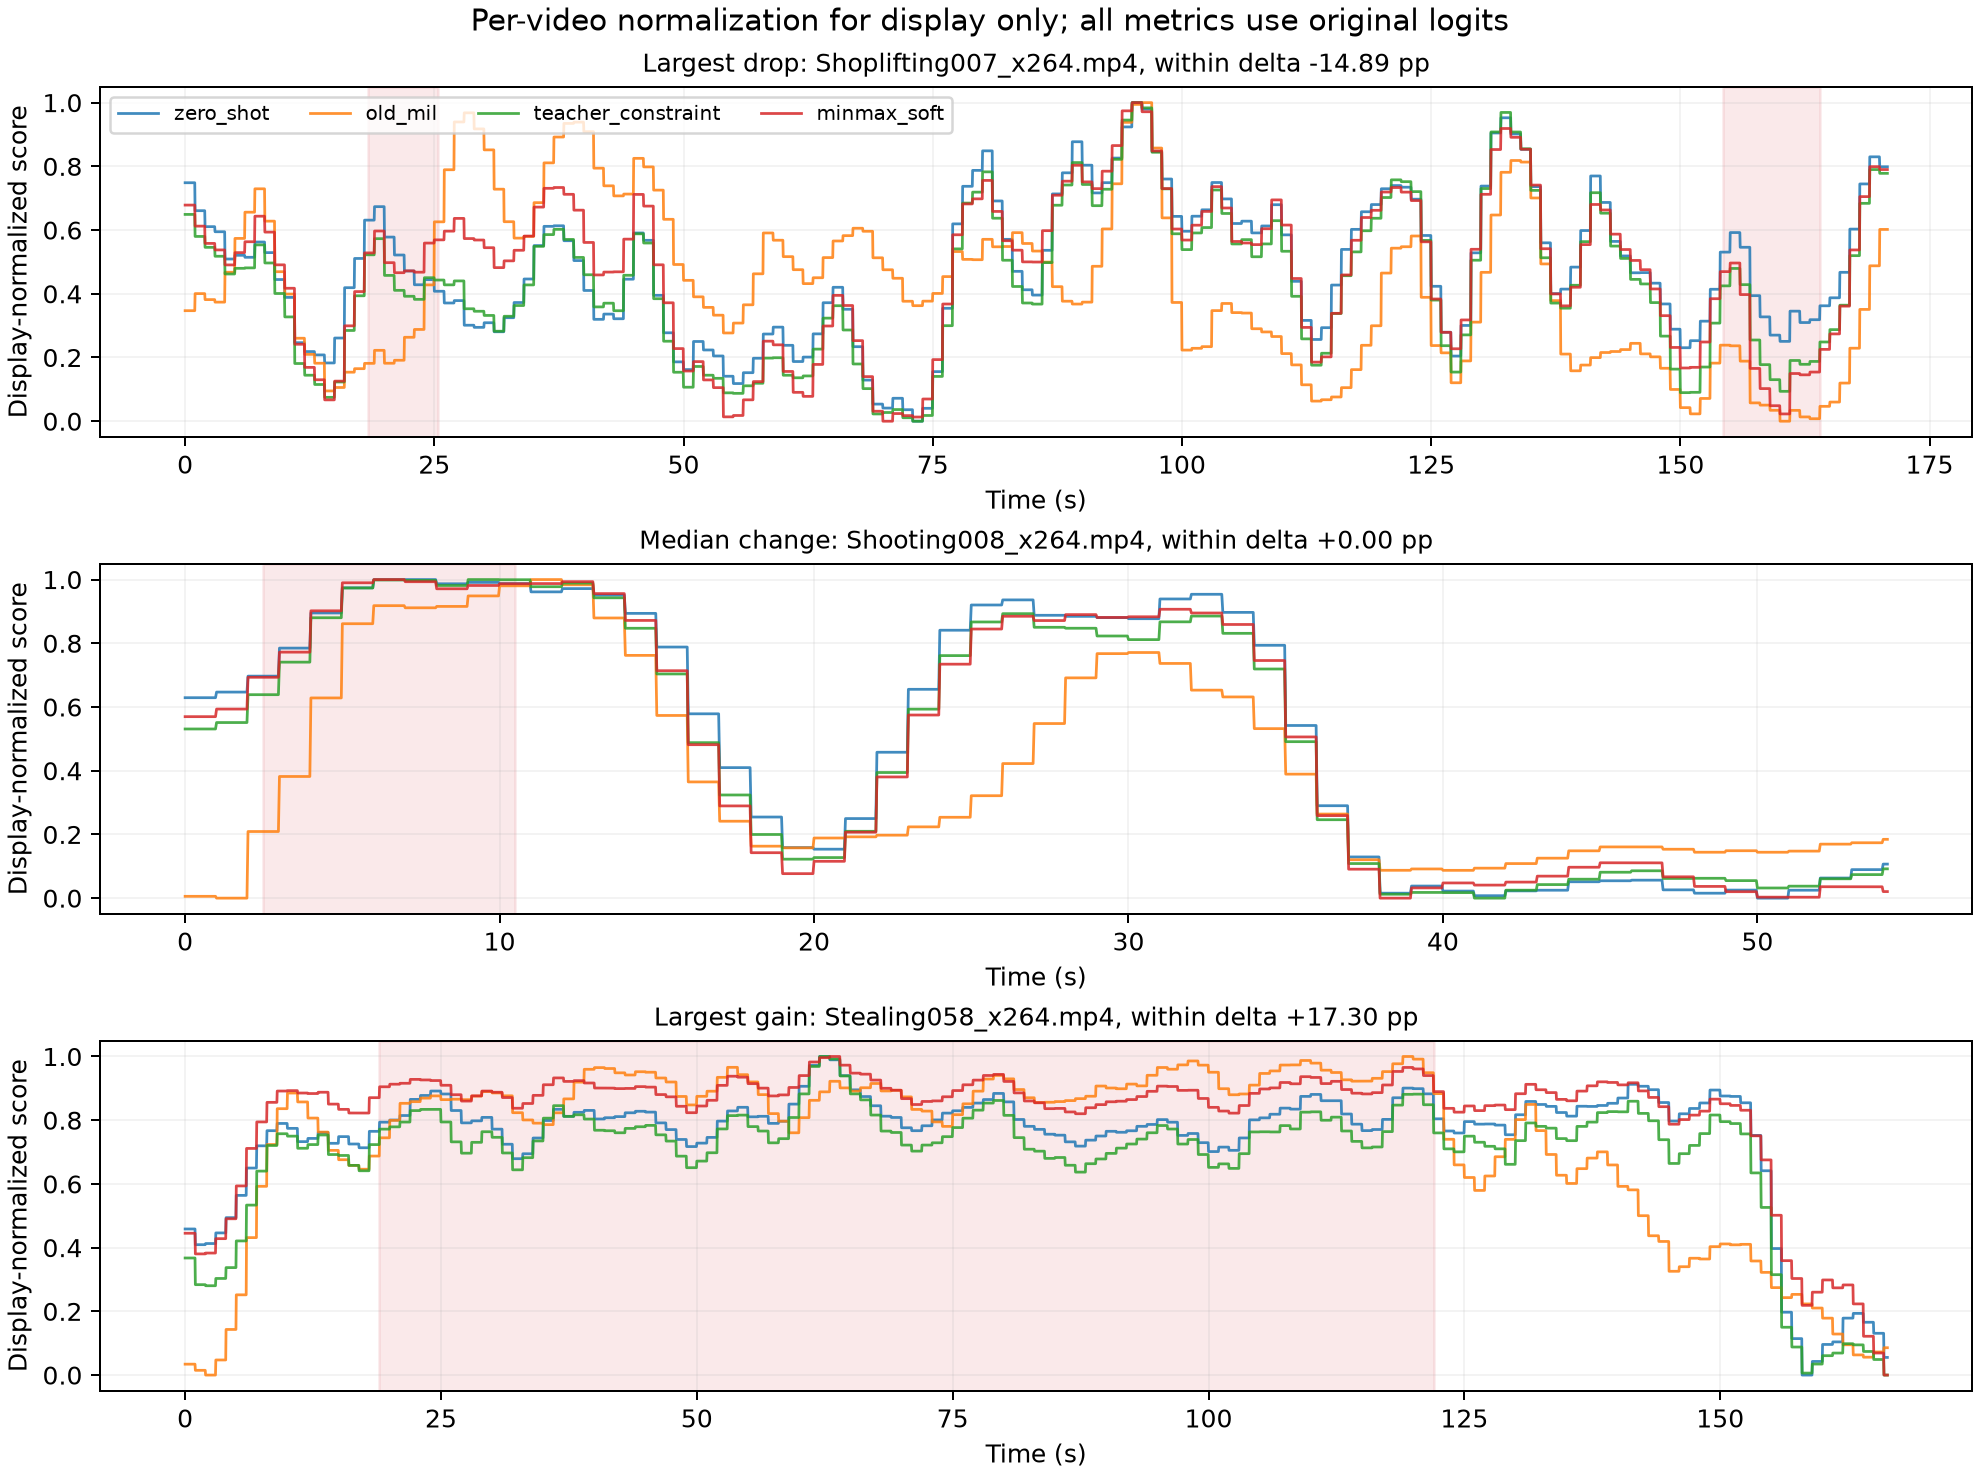 Per-video normalization for display only; all metrics use original logits
Largest drop: Shoplifting007_x264.mp4, within delta -14.89 pp
zero_shot old_mil teacher_constraint minmax_soft
Display-normalized score
1.0
0.8
0.6
0.4
0.2
0.0
0 25 50 75 100 125 150 175
Time (s)
Median change: Shooting008_x264.mp4, within delta +0.00 pp
Display-normalized score
1.0
0.8
0.6
0.4
0.2
0.0
0 10 20 30 40 50
Time (s)
Largest gain: Stealing058_x264.mp4, within delta +17.30 pp
Display-normalized score
1.0
0.8
0.6
0.4
0.2
0.0
0 25 50 75 100 125 150
Time (s)